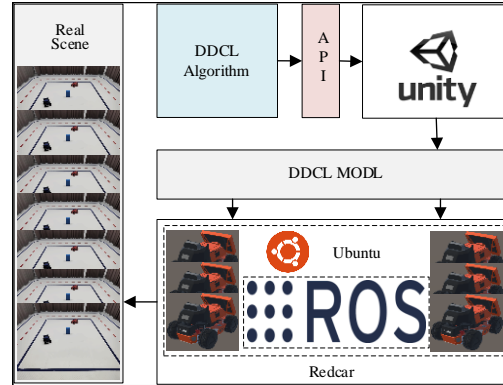 Real
Scene
DDCL
Algorithm
A
P
I
unity
DDCL MODL
Ubuntu
ROS
Redcar